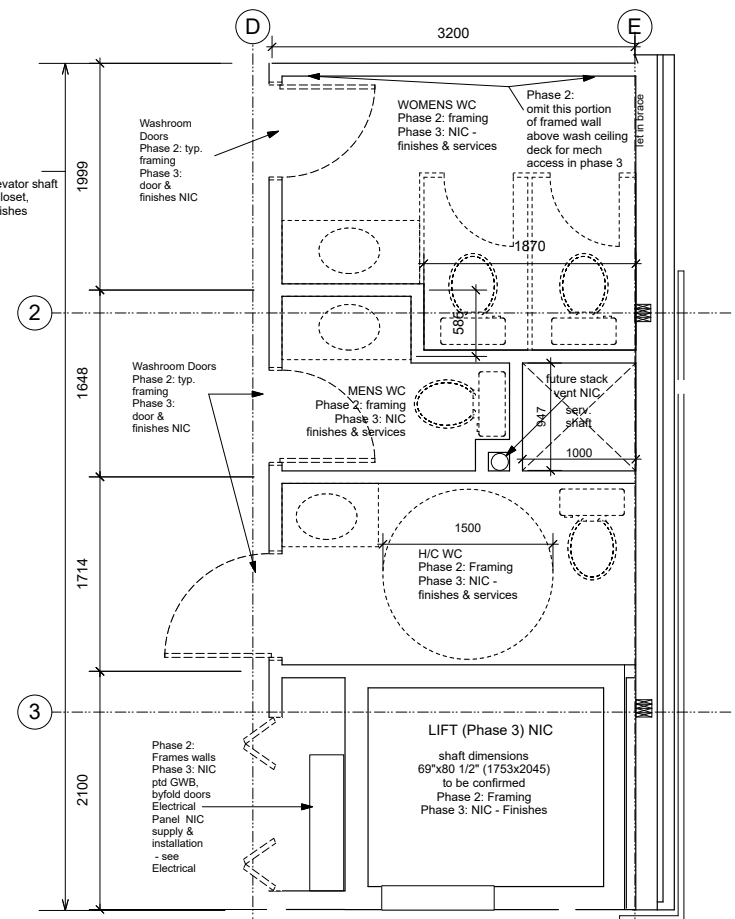 D
E
3200
Washroom
Doors
Phase 2: typ.
framing
Phase 3:
door &
finishes NIC
WOMENS WC
Phase 2: framing
Phase 3: NIC -
finishes & services
Phase 2:
omit this portion
of framed wall
above wash ceiling
deck for mech
access in phase 3
let in brace
evator shaft
loset,
ishes
1999
1870
2
586
Washroom Doors
Phase 2: typ.
framing
Phase 3:
door &
finishes NIC
1648
MENS WC
Phase 2: framing
Phase 3: NIC
finishes & services
future stack
vent NIC
serv.
shaft
947
1000
1714
1500
H/C WC
Phase 2: Framing
Phase 3: NIC -
finishes & services
3
2100
Phase 2:
Frames walls
Phase 3: NIC
ptd GWB,
byfold doors
Electrical
Panel NIC
supply &
installation
- see
Electrical
LIFT (Phase 3) NIC
shaft dimensions
69"x80 1/2" (1753x2045)
to be confirmed
Phase 2: Framing
Phase 3: NIC - Finishes